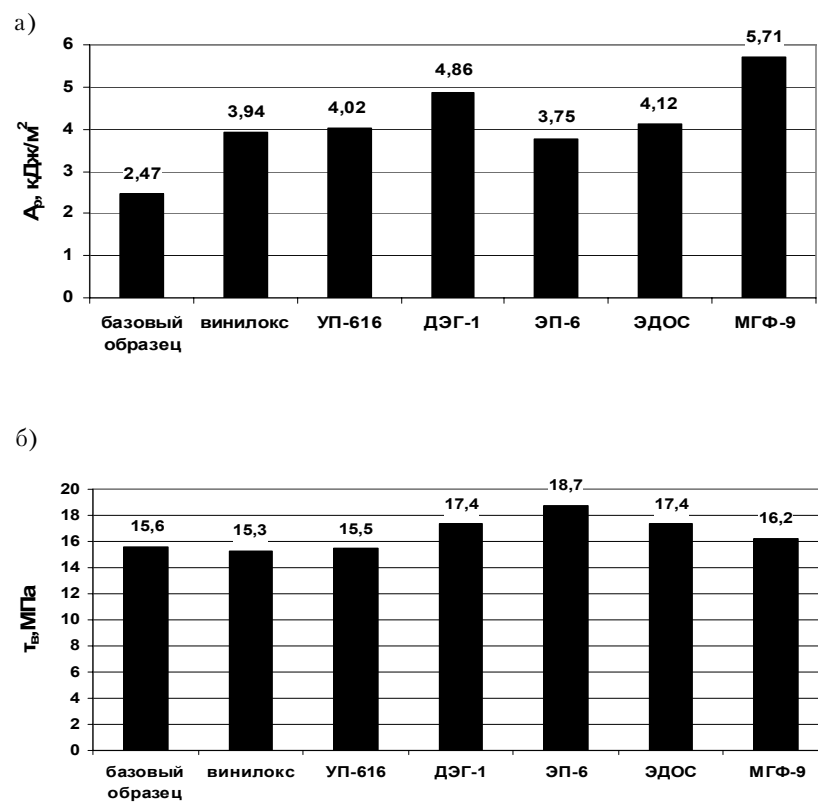 а)
Aр, кДж/м²
6
5
4
3
2
1
0
2,47
3,94
4,02
4,86
3,75
4,12
5,71
базовый
образец
винилокс
УП-616
ДЭГ-1
ЭП-6
ЭДОС
МГФ-9
б)
τв,МПа
20
18
16
14
12
10
8
6
4
2
0
15,6
15,3
15,5
17,4
18,7
17,4
16,2
базовый
образец
винилокс
УП-616
ДЭГ-1
ЭП-6
ЭДОС
МГФ-9